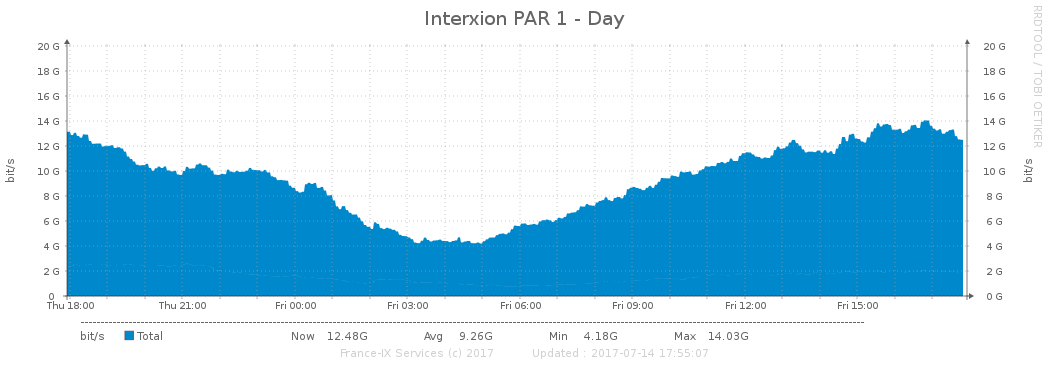 Interxion PAR 1 - Day
RRDTOOL / TOBI OETIKER
bit/s
20 G 20 G
18 G 18 G
16 G 16 G
14 G 14 G
12 G 12 G
10 G 10 G
8 G 8 G
6 G 6 G
4 G 4 G
2 G 2 G
0 0 G
bit/s
Thu 18:00 Thu 21:00 Fri 00:00 Fri 03:00 Fri 06:00 Fri 09:00 Fri 12:00 Fri 15:00
bit/s Total Now 12.48G Avg 9.26G Min 4.18G Max 14.03G
France-IX Services (c) 2017 Updated : 2017-07-14 17:55:07